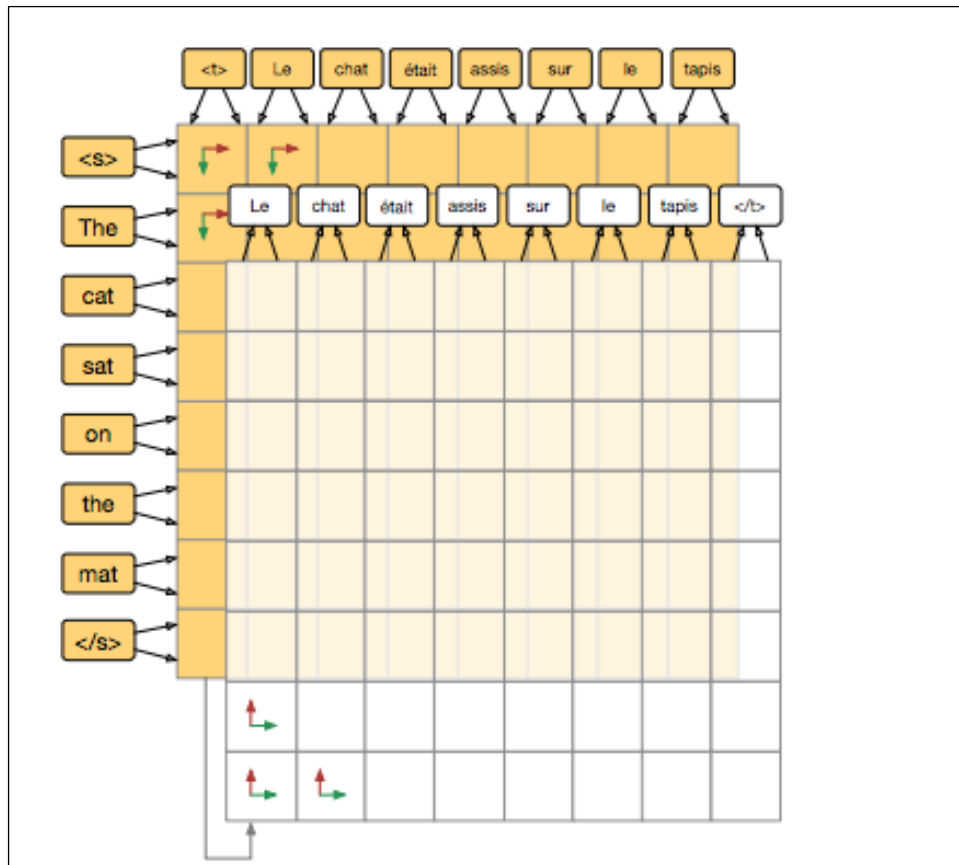 <t> Le chat était assis sur le tapis
<s>
The
Le chat était assis sur le tapis </t>
cat
sat
on
the
mat
</s>